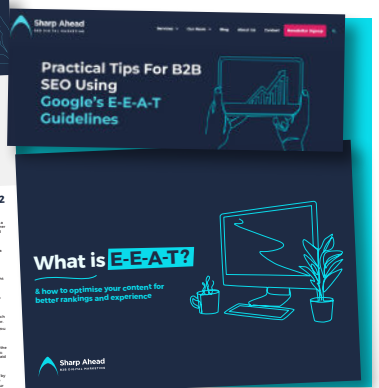 Sharp Ahead
B2B DIGITAL MARKETING
Services Our Work Blog About Us Contact Newsletter Signup
Practical Tips For B2B
SEO Using
Google's E-E-A-T
Guidelines
What is E-E-A-T?
& how to optimise your content for
better rankings and experience
Sharp Ahead
B2B DIGITAL MARKETING